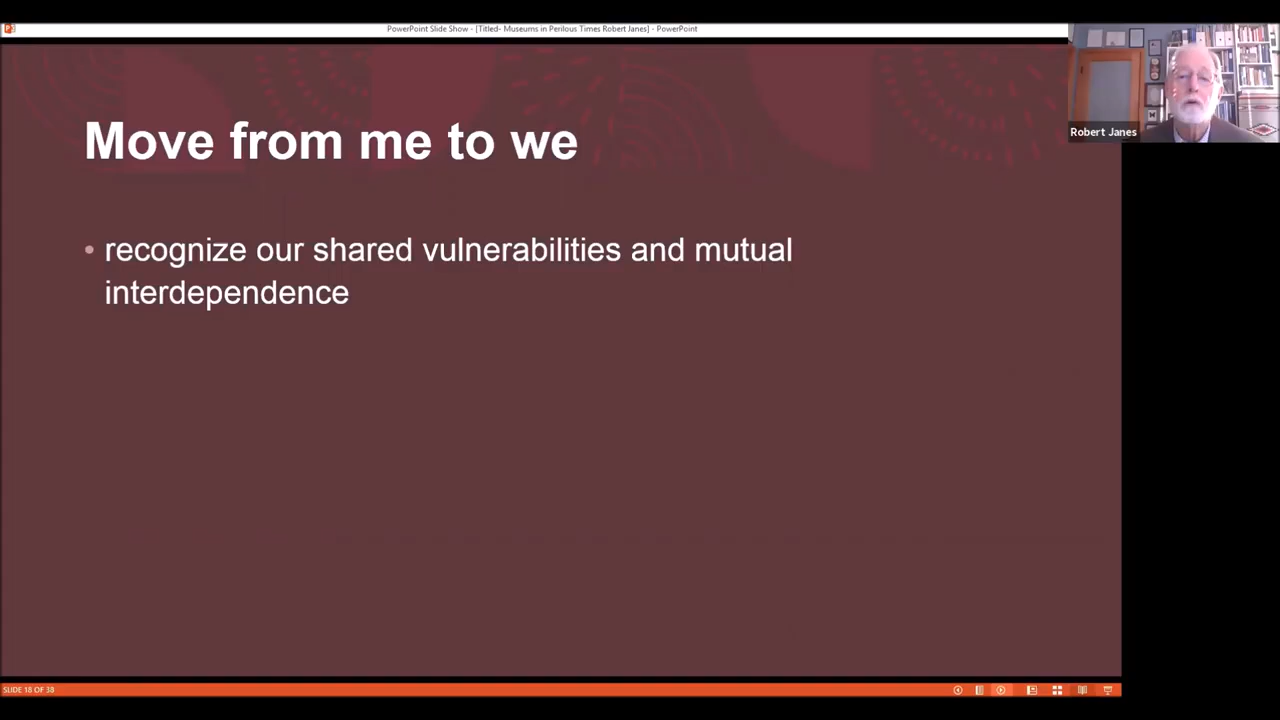 PowerPoint Slide Show - [Titled- Museums in Perilous Times Robert Janes] - PowerPoint
Robert Janes
Move from me to we
• recognize our shared vulnerabilities and mutual
interdependence
SLIDE 18 OF 38